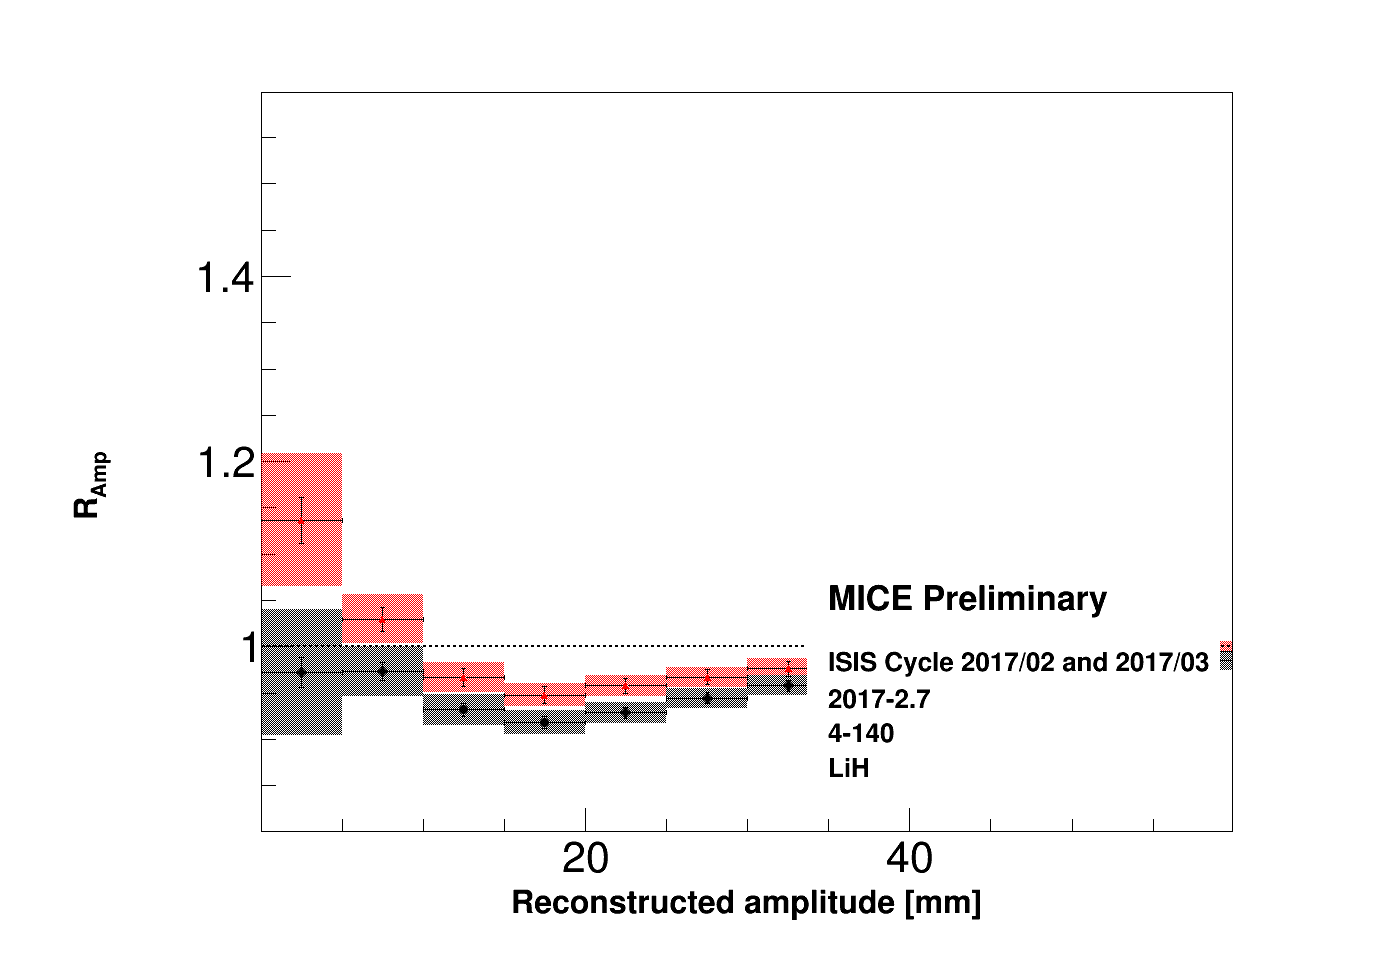 1.4
1.2
R_Amp
1
MICE Preliminary
ISIS Cycle 2017/02 and 2017/03
2017-2.7
4-140
LiH
20 40
Reconstructed amplitude [mm]